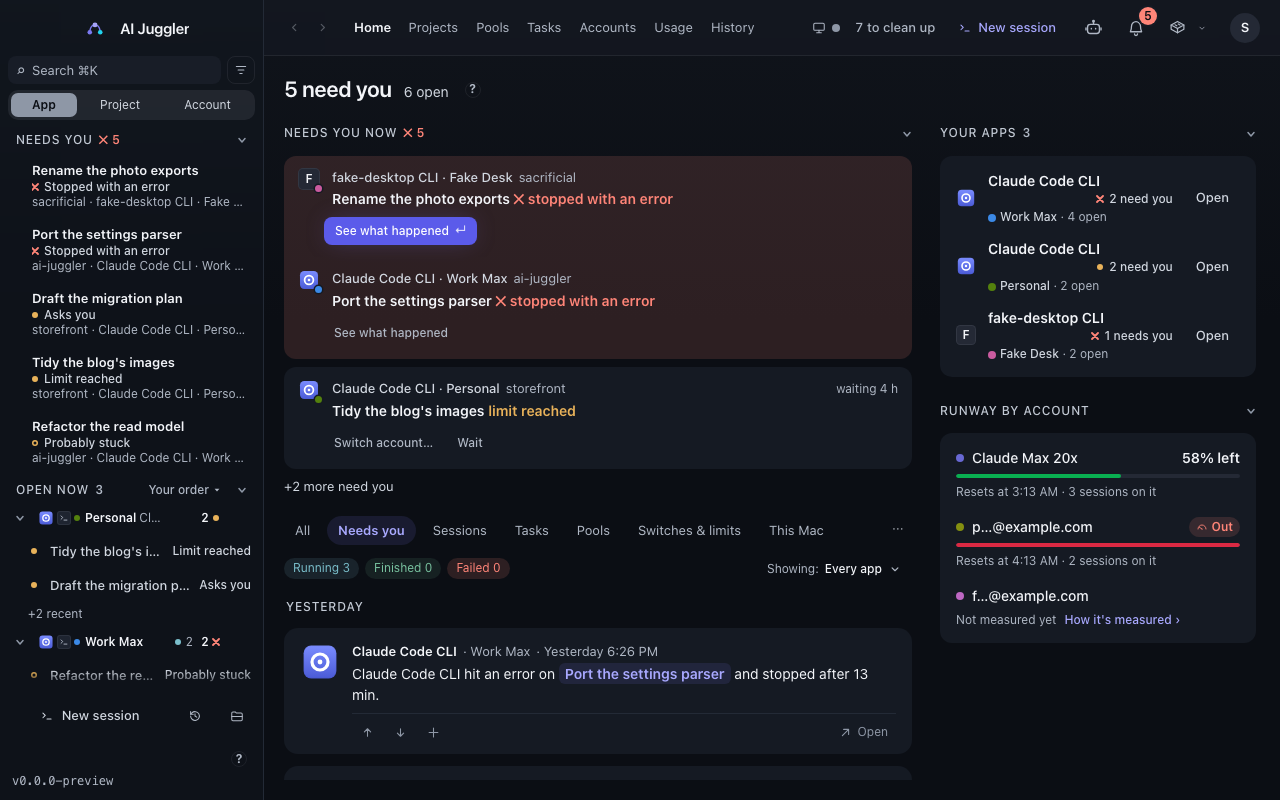 AI Juggler
Search ⌘K
App
Project
Account
NEEDS YOU 5
Rename the photo exports
Stopped with an error
sacrificial · fake-desktop CLI · Fake ...
Port the settings parser
Stopped with an error
ai-juggler · Claude Code CLI · Work ...
Draft the migration plan
Asks you
storefront · Claude Code CLI · Perso...
Tidy the blog's images
Limit reached
storefront · Claude Code CLI · Perso...
Refactor the read model
Probably stuck
ai-juggler · Claude Code CLI · Work ...
OPEN NOW 3
Your order
Personal Cl... 2
Tidy the blog's i... Limit reached
Draft the migration p... Asks you
+2 recent
Work Max 2 2
Refactor the re... Probably stuck
New session
?
v0.0.0-preview
Home
Projects
Pools
Tasks
Accounts
Usage
History
7 to clean up
New session
5
S
5 need you 6 open ?
NEEDS YOU NOW 5
F
fake-desktop CLI · Fake Desk sacrificial
Rename the photo exports stopped with an error
See what happened
Claude Code CLI · Work Max ai-juggler
Port the settings parser stopped with an error
See what happened
Claude Code CLI · Personal storefront
waiting 4 h
Tidy the blog's images limit reached
Switch account...
Wait
+2 more need you
All
Needs you
Sessions
Tasks
Pools
Switches & limits
This Mac
...
Running 3
Finished 0
Failed 0
Showing: Every app
YESTERDAY
Claude Code CLI · Work Max · Yesterday 6:26 PM
Claude Code CLI hit an error on Port the settings parser and stopped after 13
min.
Open
YOUR APPS 3
Claude Code CLI
2 need you
Open
Work Max · 4 open
Claude Code CLI
2 need you
Open
Personal · 2 open
F
fake-desktop CLI
1 needs you
Open
Fake Desk · 2 open
RUNWAY BY ACCOUNT
Claude Max 20x 58% left
Resets at 3:13 AM · 3 sessions on it
p...@example.com Out
Resets at 4:13 AM · 2 sessions on it
f...@example.com
Not measured yet How it's measured ›